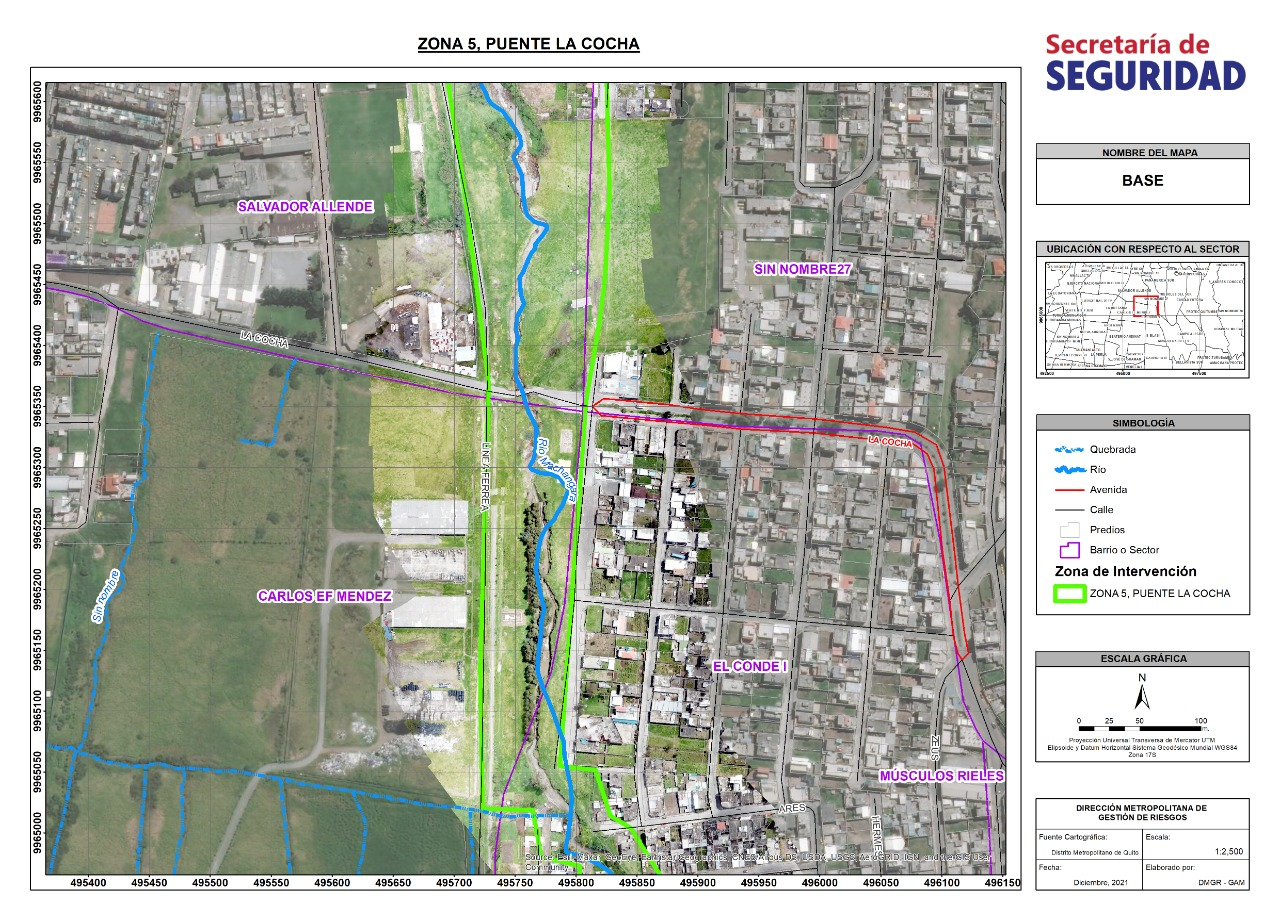 ZONA 5, PUENTE LA COCHA
Secretaría de
SEGURIDAD
NOMBRE DEL MAPA
BASE
UBICACIÓN CON RESPECTO AL SECTOR
SIMBOLOGÍA
Quebrada
Río
Avenida
Calle
Predios
Barrio o Sector
Zona de Intervención
ZONA 5, PUENTE LA COCHA
ESCALA GRÁFICA
N
0 25 50 100
m.
Proyección Universal Transversa de Mercator UTM
Elipsoide y Datum Horizontal Sistema Geodésico Mundial WGS84
Zona 17S
DIRECCIÓN METROPOLITANA DE
GESTIÓN DE RIESGOS
Fuente Cartográfica:
Distrito Metropolitano de Quito
Escala:
1:2,500
Fecha:
Diciembre, 2021
Elaborado por:
DMGR - GAM
SALVADOR ALLENDE
SIN NOMBRE27
LA COCHA
LA COCHA
LINEA FERREA
Río Machángara
Sin nombre
CARLOS EF MENDEZ
EL CONDE I
ZEUS
MÚSCULOS RIELES
ARES
HERMES
9965600
9965550
9965500
9965450
9965400
9965350
9965300
9965250
9965200
9965150
9965100
9965050
9965000
495400 495450 495500 495550 495600 495650 495700 495750 495800 495850 495900 495950 496000 496050 496100 496150